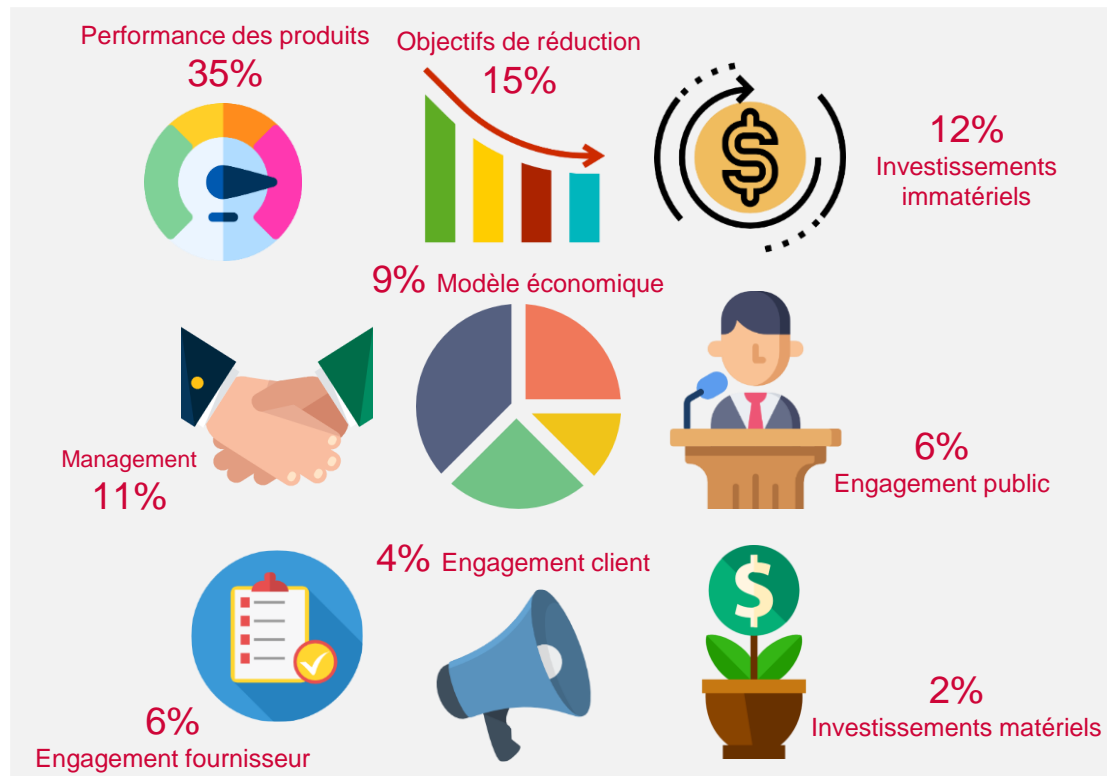 Performance des produits
35%
Objectifs de réduction
15%
12%
Investissements
immatériels
9% Modèle économique
Management
11%
6%
Engagement public
4% Engagement client
6%
Engagement fournisseur
2%
Investissements matériels